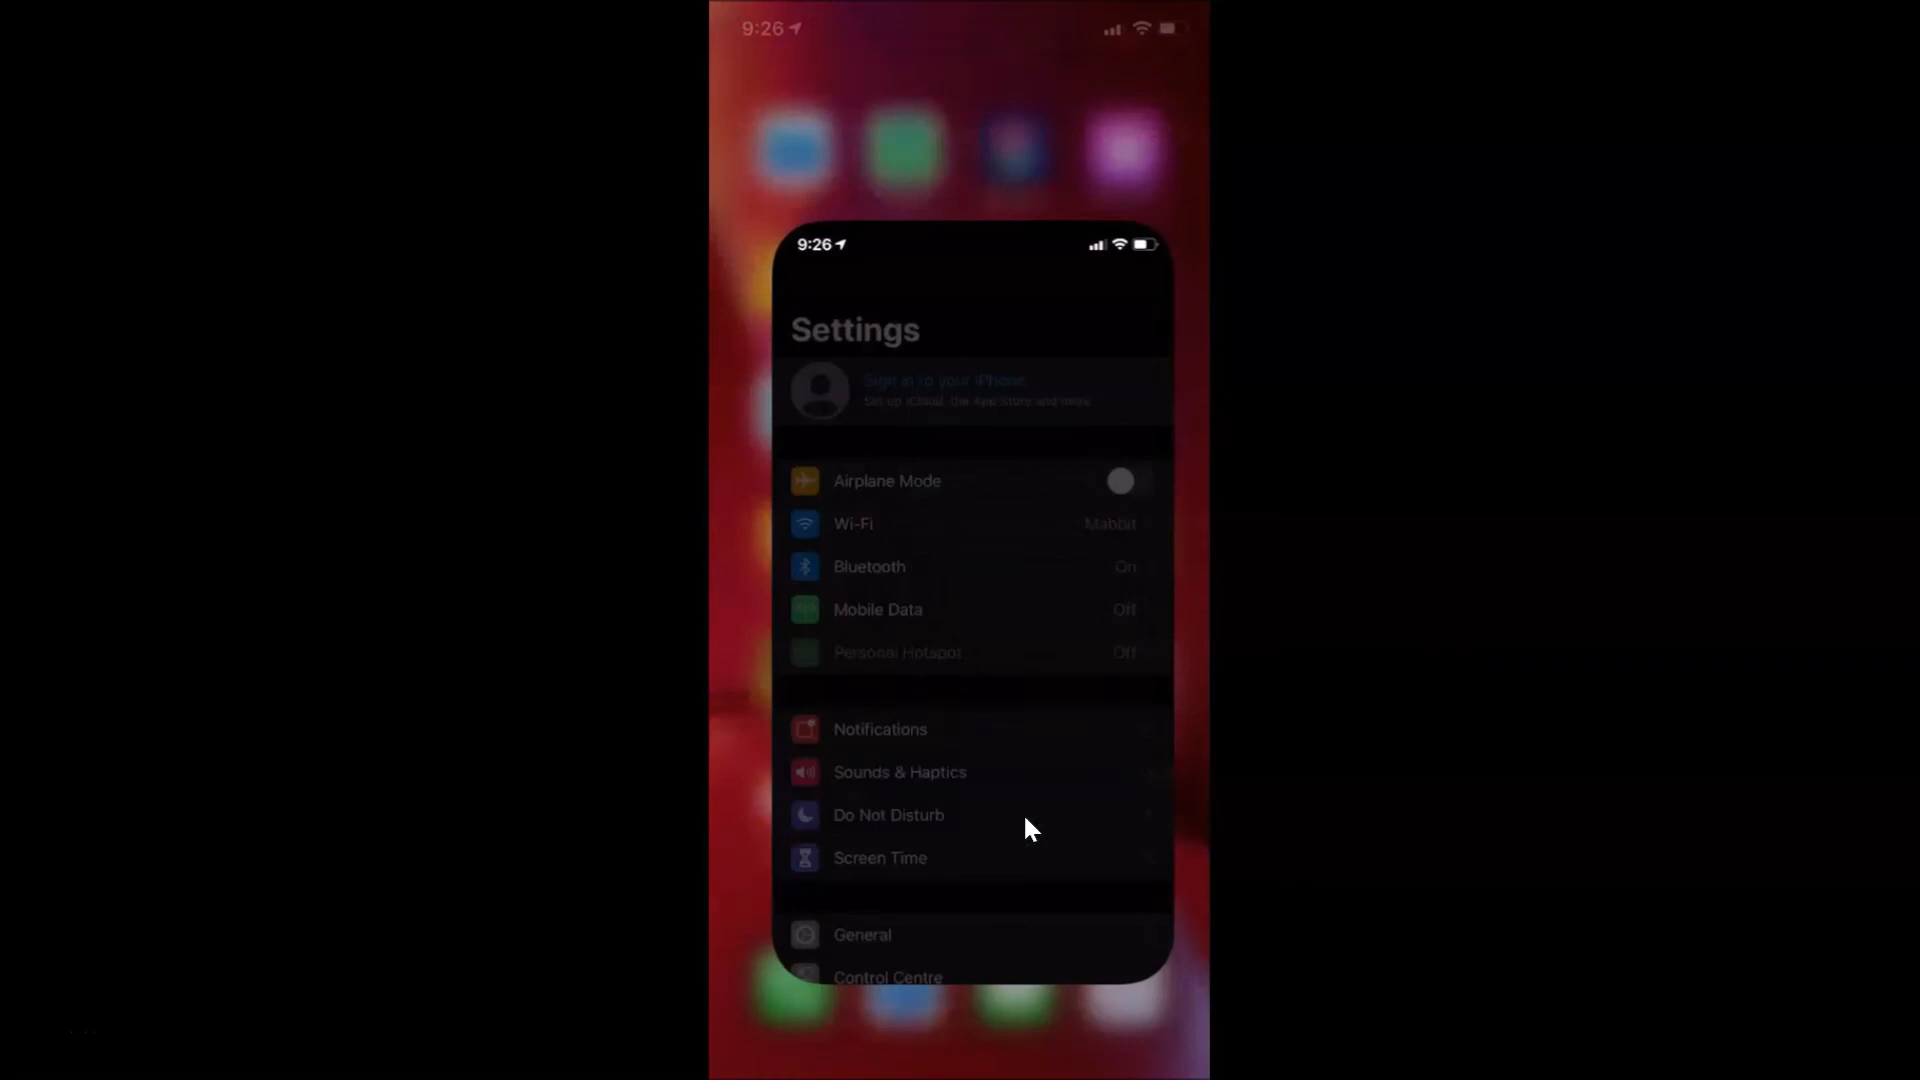 9:26
9:26
Settings
Sign in to your iPhone
Set up iCloud, the App Store and more.
Airplane Mode
Wi-Fi Mabbit
Bluetooth On
Mobile Data Off
Personal Hotspot Off
Notifications
Sounds & Haptics
Do Not Disturb
Screen Time
General
Control Centre